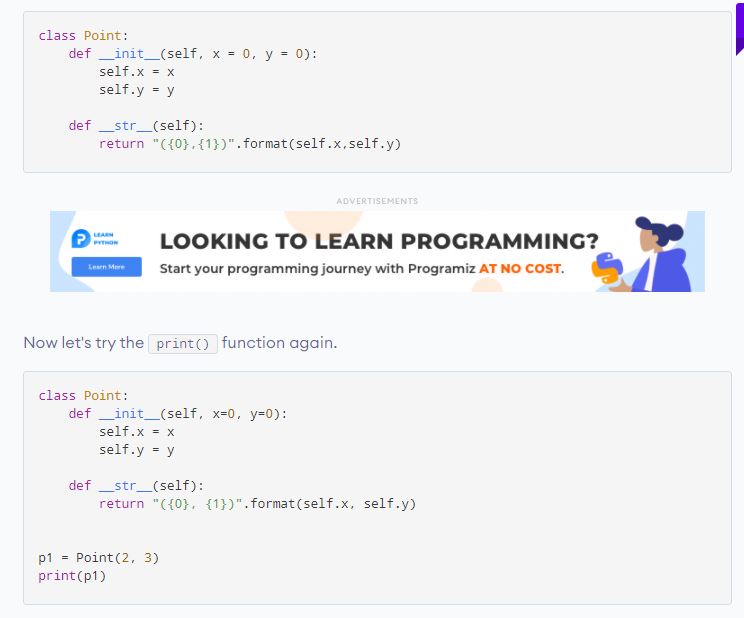 class Point:
    def __init__(self, x = 0, y = 0):
        self.x = x
        self.y = y

    def __str__(self):
        return "({0},{1})".format(self.x,self.y)
ADVERTISEMENTS
LEARN
PYTHON
Learn More
LOOKING TO LEARN PROGRAMMING?
Start your programming journey with Programiz AT NO COST.
Now let's try the print() function again.
class Point:
    def __init__(self, x=0, y=0):
        self.x = x
        self.y = y

    def __str__(self):
        return "({0}, {1})".format(self.x, self.y)


p1 = Point(2, 3)
print(p1)